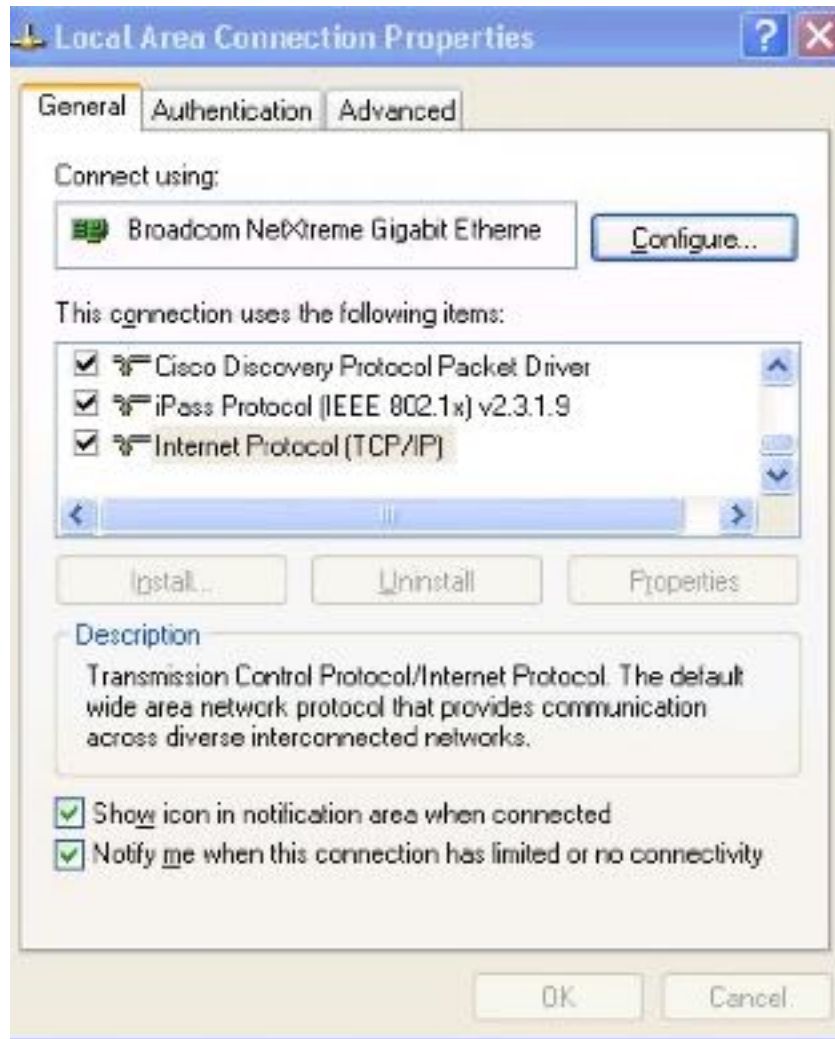 Local Area Connection Properties
General Authentication Advanced
Connect using:
Broadcom NetXtreme Gigabit Etherne
Configure...
This connection uses the following items:
Cisco Discovery Protocol Packet Driver
iPass Protocol (IEEE 802.1x) v2.3.1.9
Internet Protocol (TCP/IP)
Install... Uninstall Properties
Description
Transmission Control Protocol/Internet Protocol. The default
wide area network protocol that provides communication
across diverse interconnected networks.
Show icon in notification area when connected
Notify me when this connection has limited or no connectivity
OK Cancel